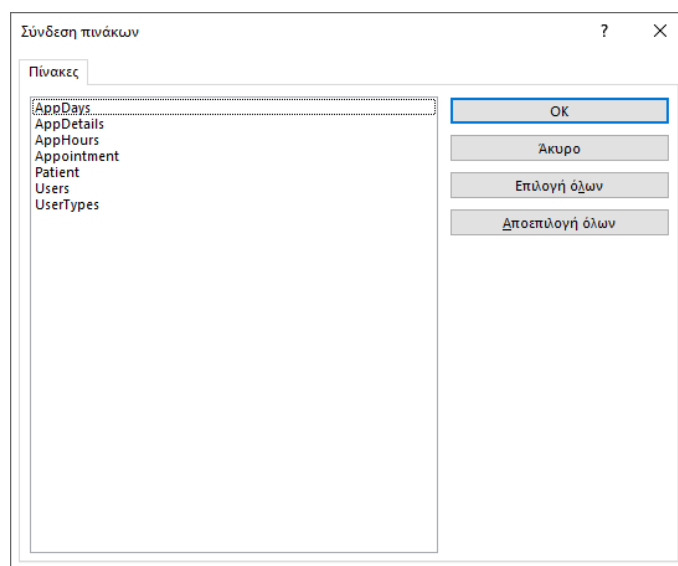 Σύνδεση πινάκων
?
Πίνακες
AppDays
AppDetails
AppHours
Appointment
Patient
Users
UserTypes
OK
Άκυρο
Επιλογή όλων
Αποεπιλογή όλων